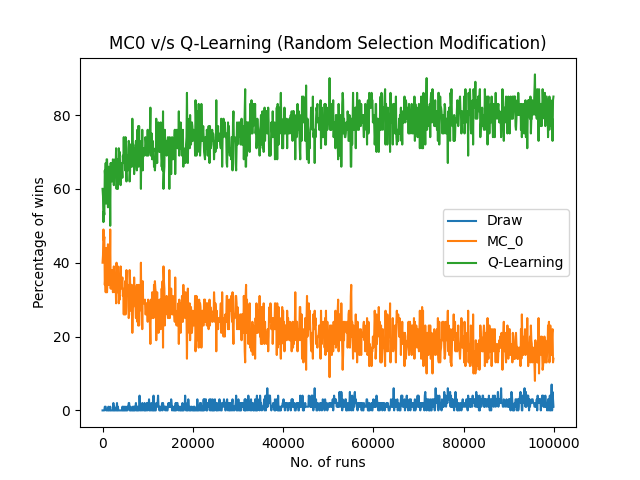 MC0 v/s Q-Learning (Random Selection Modification)
Percentage of wins
80
60
40
20
0
Draw
MC_0
Q-Learning
0 20000 40000 60000 80000 100000
No. of runs